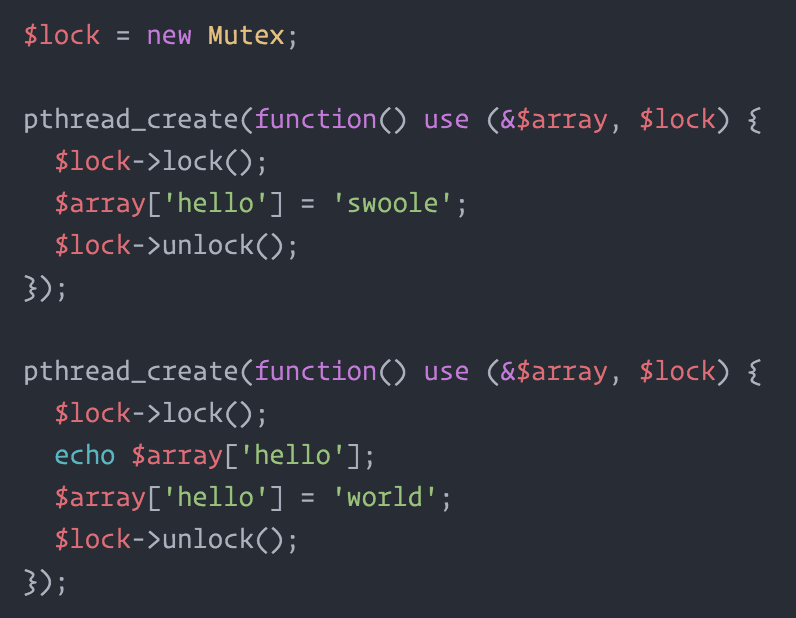 $lock = new Mutex;

pthread_create(function() use (&$array, $lock) {
  $lock->lock();
  $array['hello'] = 'swoole';
  $lock->unlock();
});

pthread_create(function() use (&$array, $lock) {
  $lock->lock();
  echo $array['hello'];
  $array['hello'] = 'world';
  $lock->unlock();
});